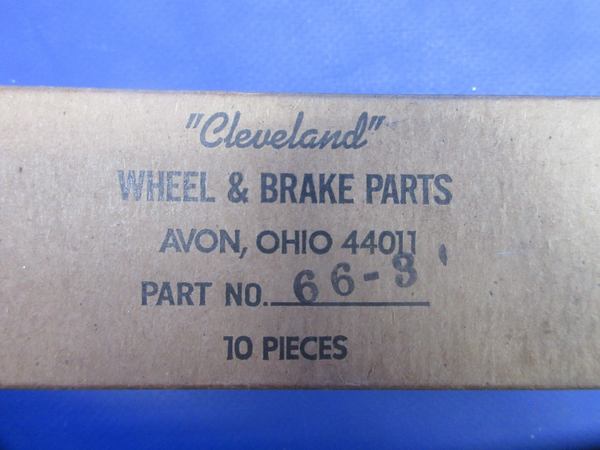 "Cleveland"
WHEEL & BRAKE PARTS
AVON, OHIO 44011
PART NO. 66-3
10 PIECES